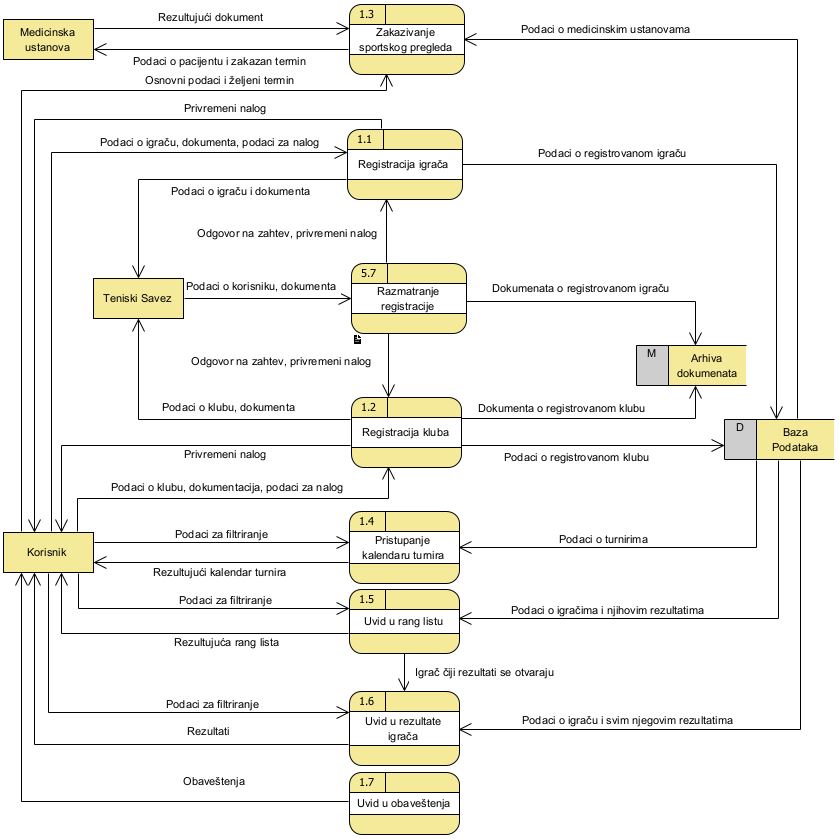 1.3
Rezultujući dokument
Medicinska
ustanova
Zakazivanje
sportskog pregleda
Podaci o medicinskim ustanovama
Podaci o pacijentu i zakazan termin
Osnovni podaci i željeni termin
Privremeni nalog
1.1
Podaci o igraču, dokumenta, podaci za nalog
Registracija igrača
Podaci o registrovanom igraču
Podaci o igraču i dokumenta
Odgovor na zahtev, privremeni nalog
5.7
Teniski Savez
Podaci o korisniku, dokumenta
Razmatranje
registracije
Dokumenata o registrovanom igraču
M
Arhiva
dokumenata
Odgovor na zahtev, privremeni nalog
1.2
Podaci o klubu, dokumenta
Dokumenta o registrovanom klubu
Registracija kluba
D
Baza
Podataka
Privremeni nalog
Podaci o registrovanom klubu
Podaci o klubu, dokumentacija, podaci za nalog
1.4
Podaci za filtriranje
Korisnik
Pristupanje
kalendaru turnira
Podaci o turnirima
Rezultujući kalendar turnira
1.5
Podaci za filtriranje
Uvid u rang listu
Podaci o igračima i njihovim rezultatima
Rezultujuća rang lista
Igrač čiji rezultati se otvaraju
1.6
Podaci za filtriranje
Uvid u rezultate
igrača
Podaci o igraču i svim njegovim rezultatima
Rezultati
1.7
Obaveštenja
Uvid u obaveštenja